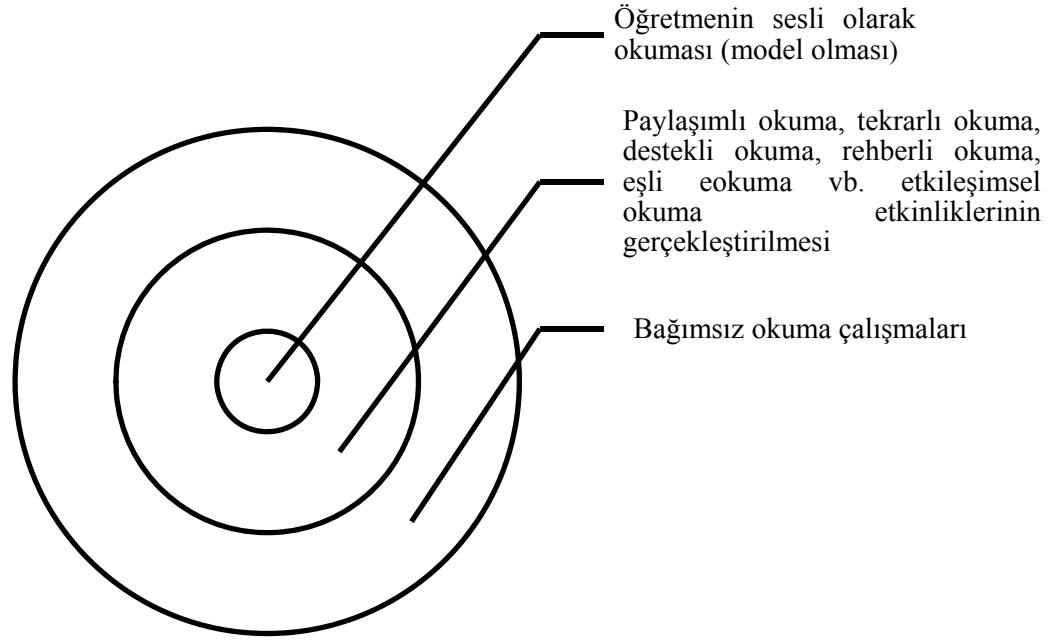 Öğretmenin sesli olarak
okuması (model olması)
Paylaşımlı okuma, tekrarlı okuma,
destekli okuma, rehberli okuma,
eşli eokuma vb. etkileşimsel
okuma etkinliklerinin
gerçekleştirilmesi
Bağımsız okuma çalışmaları